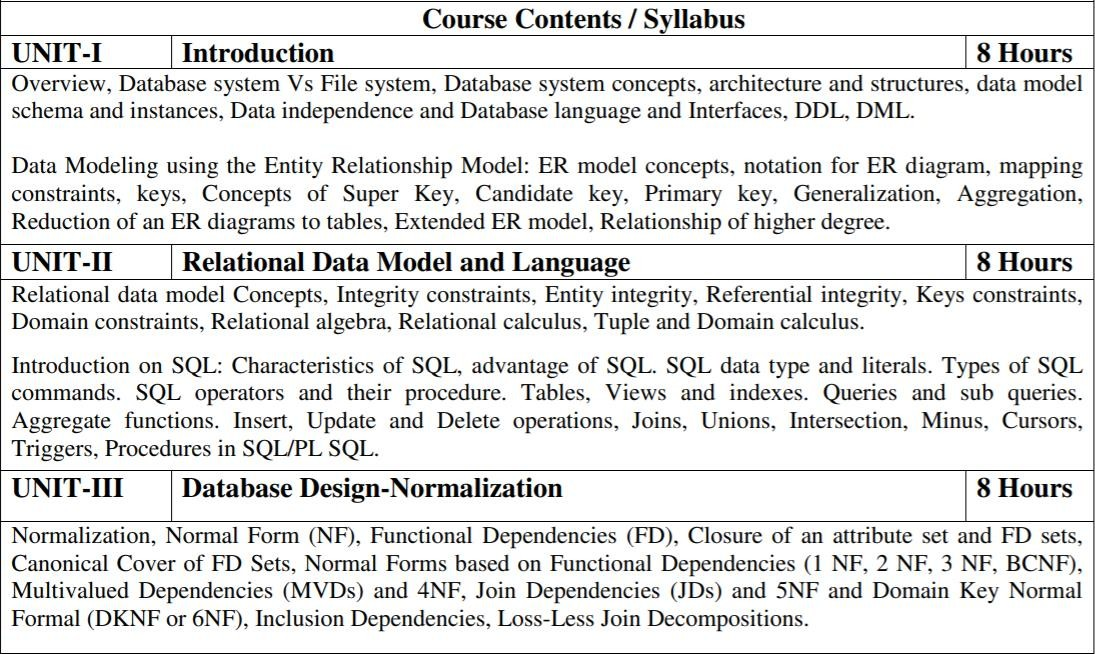 Course Contents / Syllabus
UNIT-I Introduction 8 Hours
Overview, Database system Vs File system, Database system concepts, architecture and structures, data model
schema and instances, Data independence and Database language and Interfaces, DDL, DML.
Data Modeling using the Entity Relationship Model: ER model concepts, notation for ER diagram, mapping
constraints, keys, Concepts of Super Key, Candidate key, Primary key, Generalization, Aggregation,
Reduction of an ER diagrams to tables, Extended ER model, Relationship of higher degree.
UNIT-II Relational Data Model and Language 8 Hours
Relational data model Concepts, Integrity constraints, Entity integrity, Referential integrity, Keys constraints,
Domain constraints, Relational algebra, Relational calculus, Tuple and Domain calculus.
Introduction on SQL: Characteristics of SQL, advantage of SQL. SQL data type and literals. Types of SQL
commands. SQL operators and their procedure. Tables, Views and indexes. Queries and sub queries.
Aggregate functions. Insert, Update and Delete operations, Joins, Unions, Intersection, Minus, Cursors,
Triggers, Procedures in SQL/PL SQL.
UNIT-III Database Design-Normalization 8 Hours
Normalization, Normal Form (NF), Functional Dependencies (FD), Closure of an attribute set and FD sets,
Canonical Cover of FD Sets, Normal Forms based on Functional Dependencies (1 NF, 2 NF, 3 NF, BCNF),
Multivalued Dependencies (MVDs) and 4NF, Join Dependencies (JDs) and 5NF and Domain Key Normal
Formal (DKNF or 6NF), Inclusion Dependencies, Loss-Less Join Decompositions.